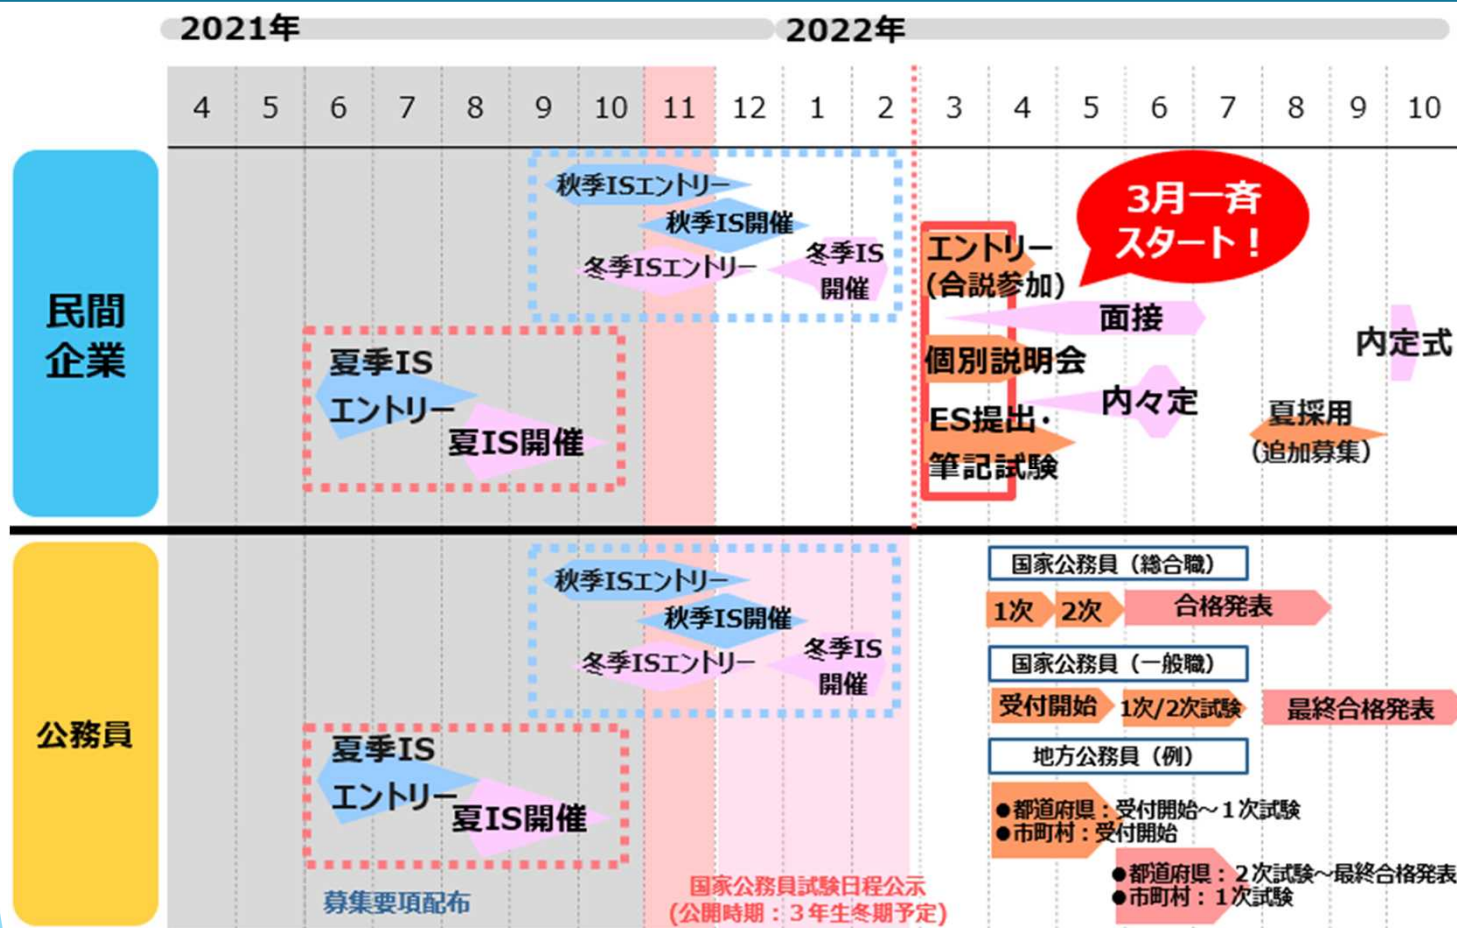 2021年
2022年
4 5 6 7 8 9 10 11 12 1 2 3 4 5 6 7 8 9 10
民間
企業
秋季ISエントリー
秋季IS開催
冬季ISエントリー
冬季IS
開催
夏季IS
エントリー
夏IS開催
3月一斉
スタート！
エントリー
(合説参加)
面接
個別説明会
内々定
ES提出・
筆記試験
夏採用
(追加募集)
内定式
公務員
秋季ISエントリー
秋季IS開催
冬季ISエントリー
冬季IS
開催
夏季IS
エントリー
夏IS開催
募集要項配布
国家公務員試験日程公示
(公開時期：３年生冬期予定)
国家公務員（総合職）
1次
2次
合格発表
国家公務員（一般職）
受付開始
1次/2次試験
最終合格発表
地方公務員（例）
●都道府県：受付開始～１次試験
●市町村：受付開始
●都道府県：２次試験～最終合格発表
●市町村：1次試験